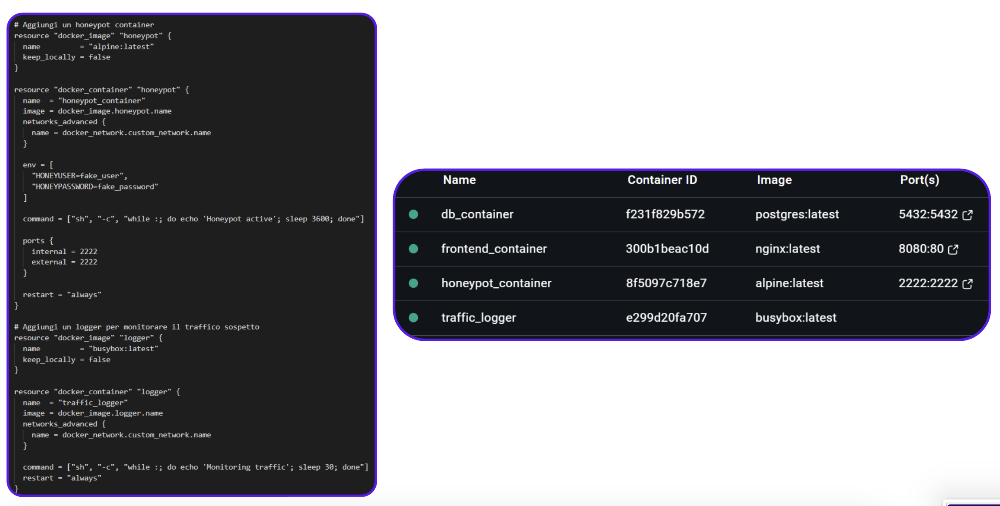 # Aggiungi un honeypot container
resource "docker_image" "honeypot" {
  name         = "alpine:latest"
  keep_locally = false
}

resource "docker_container" "honeypot" {
  name  = "honeypot_container"
  image = docker_image.honeypot.name
  networks_advanced {
    name = docker_network.custom_network.name
  }

  env = [
    "HONEYUSER=fake_user",
    "HONEYPASSWORD=fake_password"
  ]

  command = ["sh", "-c", "while :; do echo 'Honeypot active'; sleep 3600; done"]

  ports {
    internal = 2222
    external = 2222
  }

  restart = "always"
}

# Aggiungi un logger per monitorare il traffico sospetto
resource "docker_image" "logger" {
  name         = "busybox:latest"
  keep_locally = false
}

resource "docker_container" "logger" {
  name  = "traffic_logger"
  image = docker_image.logger.name
  networks_advanced {
    name = docker_network.custom_network.name
  }

  command = ["sh", "-c", "while :; do echo 'Monitoring traffic'; sleep 30; done"]
  restart = "always"
}
Name Container ID Image Port(s)
db_container f231f829b572 postgres:latest 5432:5432
frontend_container 300b1beac10d nginx:latest 8080:80
honeypot_container 8f5097c718e7 alpine:latest 2222:2222
traffic_logger e299d20fa707 busybox:latest